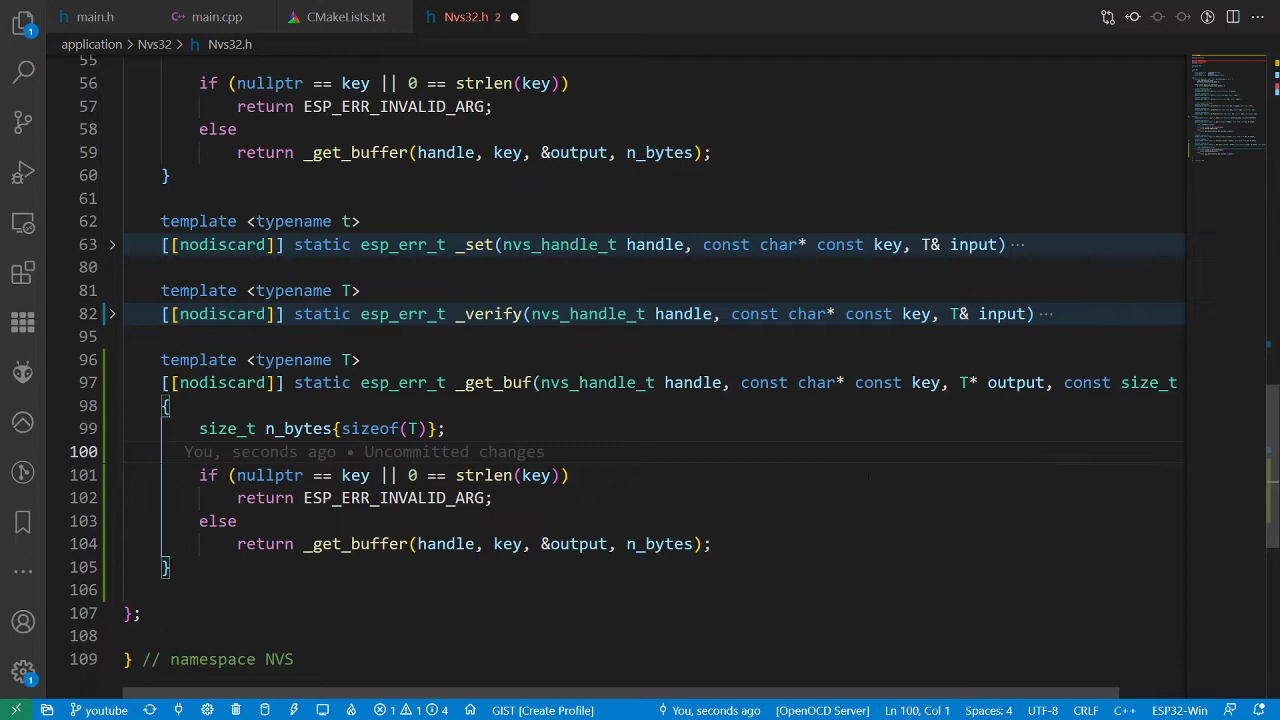 main.h
main.cpp
CMakeLists.txt
Nvs32.h 2
application > Nvs32 > Nvs32.h
55
56 if (nullptr == key || 0 == strlen(key))
57 return ESP_ERR_INVALID_ARG;
58 else
59 return _get_buffer(handle, key, &output, n_bytes);
60 }
61
62 template <typename t>
63 [[nodiscard]] static esp_err_t _set(nvs_handle_t handle, const char* const key, T& input)···
80
81 template <typename T>
82 [[nodiscard]] static esp_err_t _verify(nvs_handle_t handle, const char* const key, T& input)···
95
96 template <typename T>
97 [[nodiscard]] static esp_err_t _get_buf(nvs_handle_t handle, const char* const key, T* output, const size_t
98 {
99 size_t n_bytes{sizeof(T)};
100 You, seconds ago • Uncommitted changes
101 if (nullptr == key || 0 == strlen(key))
102 return ESP_ERR_INVALID_ARG;
103 else
104 return _get_buffer(handle, key, &output, n_bytes);
105 }
106
107 };
108
109 } // namespace NVS
1
1
youtube 1 1 4 GIST [Create Profile] You, seconds ago [OpenOCD Server] Ln 100, Col 1 Spaces: 4 UTF-8 CRLF C++ ESP32-Win